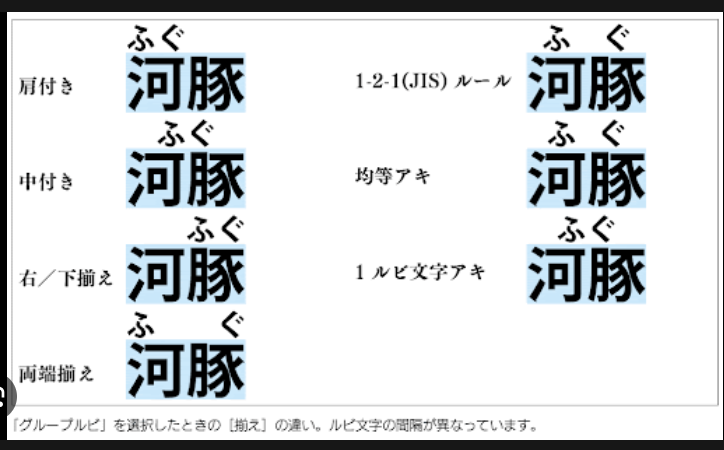 ふぐ
肩付き 河豚
ふぐ
中付き 河豚
ふぐ
右／下揃え 河豚
ふ ぐ
両端揃え 河豚
ふ ぐ
1-2-1(JIS) ルール 河豚
ふ ぐ
均等アキ 河豚
ふぐ
1 ルビ文字アキ 河豚
「グループルビ」を選択したときの［揃え］の違い。ルビ文字の間隔が異なっています。